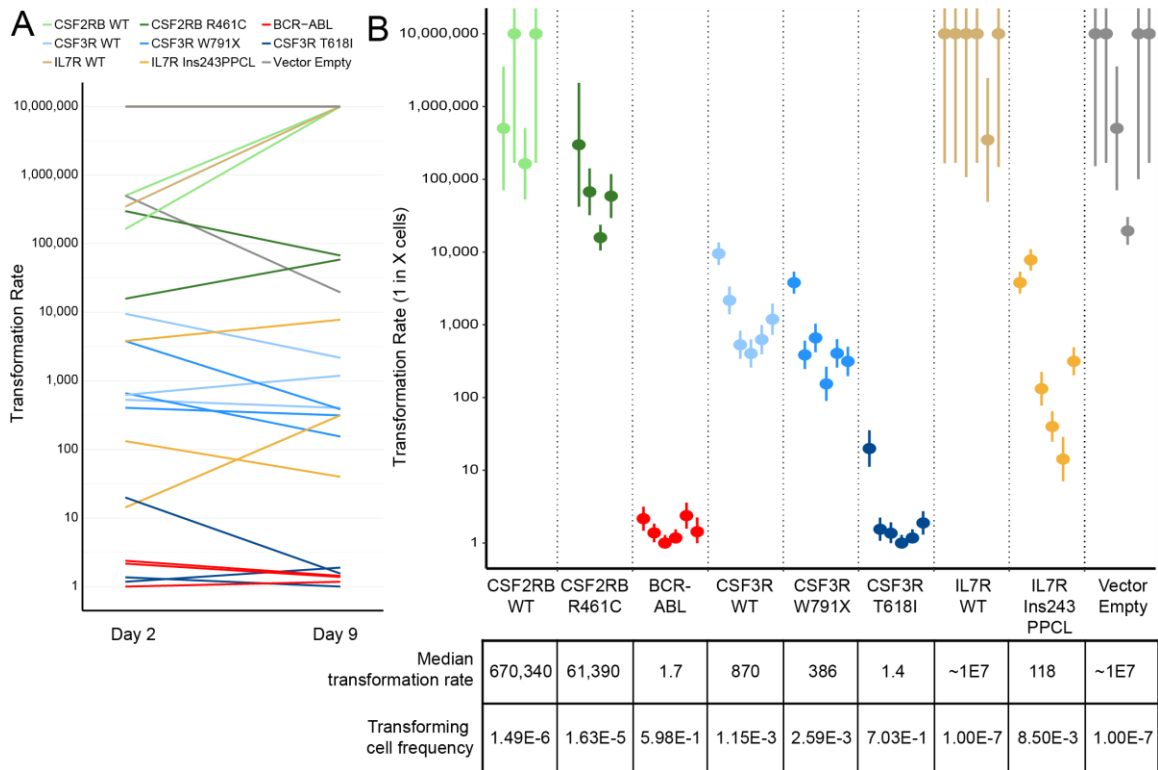 A
CSF2RB WT CSF2RB R461C BCR−ABL
CSF3R WT CSF3R W791X CSF3R T618I
IL7R WT IL7R Ins243PPCL Vector Empty
Transformation Rate
10,000,000
1,000,000
100,000
10,000
1,000
100
10
1
Day 2 Day 9
B
Transformation Rate (1 in X cells)
10,000,000
1,000,000
100,000
10,000
1,000
100
10
1
CSF2RB WT
CSF2RB R461C
BCR-ABL
CSF3R WT
CSF3R W791X
CSF3R T618I
IL7R WT
IL7R Ins243 PPCL
Vector Empty
Median
transformation rate
670,340 61,390 1.7 870 386 1.4 ~1E7 118 ~1E7
Transforming
cell frequency
1.49E-6 1.63E-5 5.98E-1 1.15E-3 2.59E-3 7.03E-1 1.00E-7 8.50E-3 1.00E-7